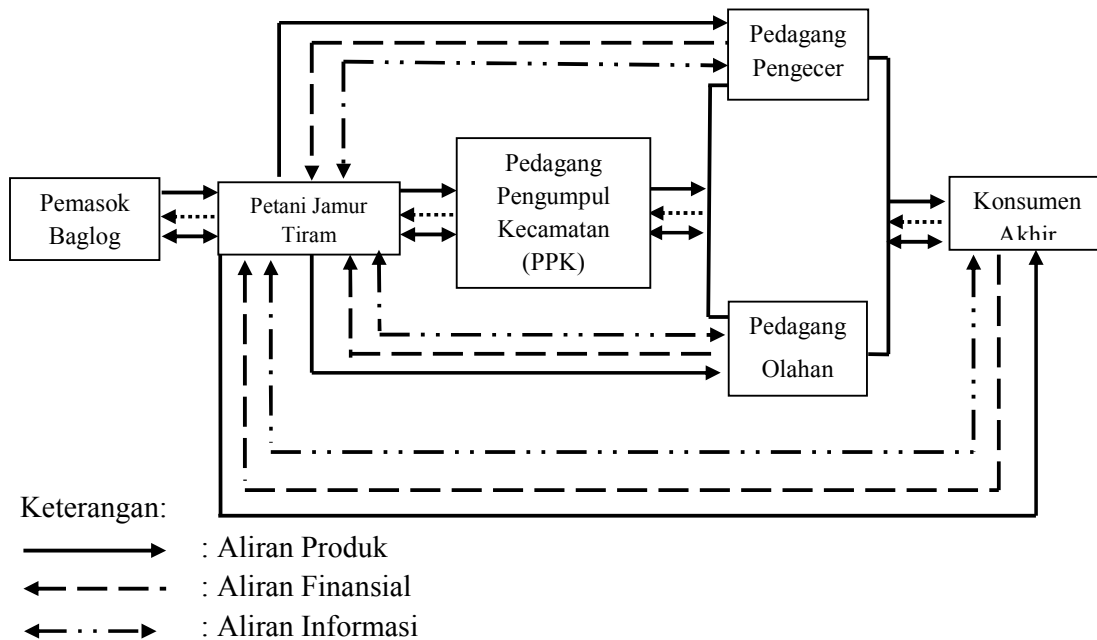 Pedagang
Pengecer
Pedagang
Pengumpul
Kecamatan
(PPK)
Pemasok
Baglog
Petani Jamur
Tiram
Konsumen
Akhir
Pedagang
Olahan
Keterangan:
: Aliran Produk
: Aliran Finansial
: Aliran Informasi